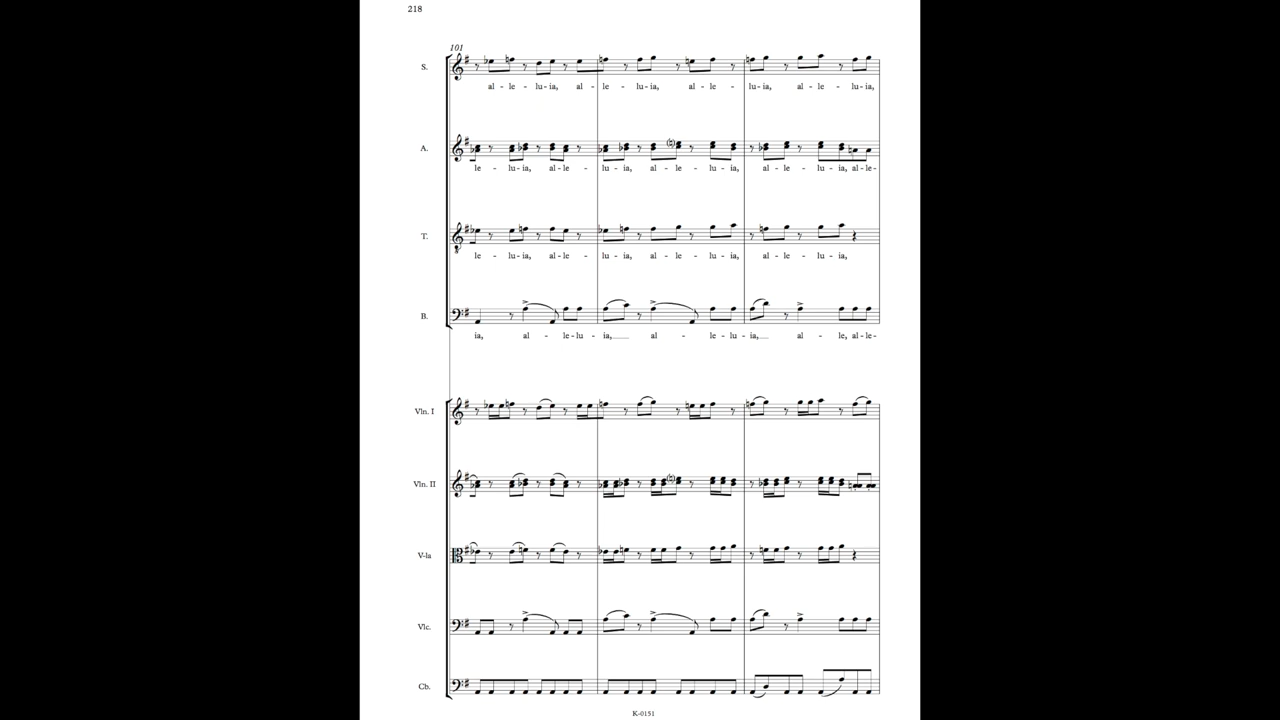 218
101
S.
al - le - lu - ia, al - le - lu - ia, al - le - lu - ia, al - le - lu - ia,
A.
le - lu - ia, al - le - lu - ia, al - le - lu - ia, al - le - lu - ia, al - le -
T.
le - lu - ia, al - le - lu - ia, al - le - lu - ia, al - le - lu - ia,
B.
ia, al - le - lu - ia, al - le - lu - ia, al - le, al - le -
Vln. I
Vln. II
V-la
Vlc.
Cb.
K-0151